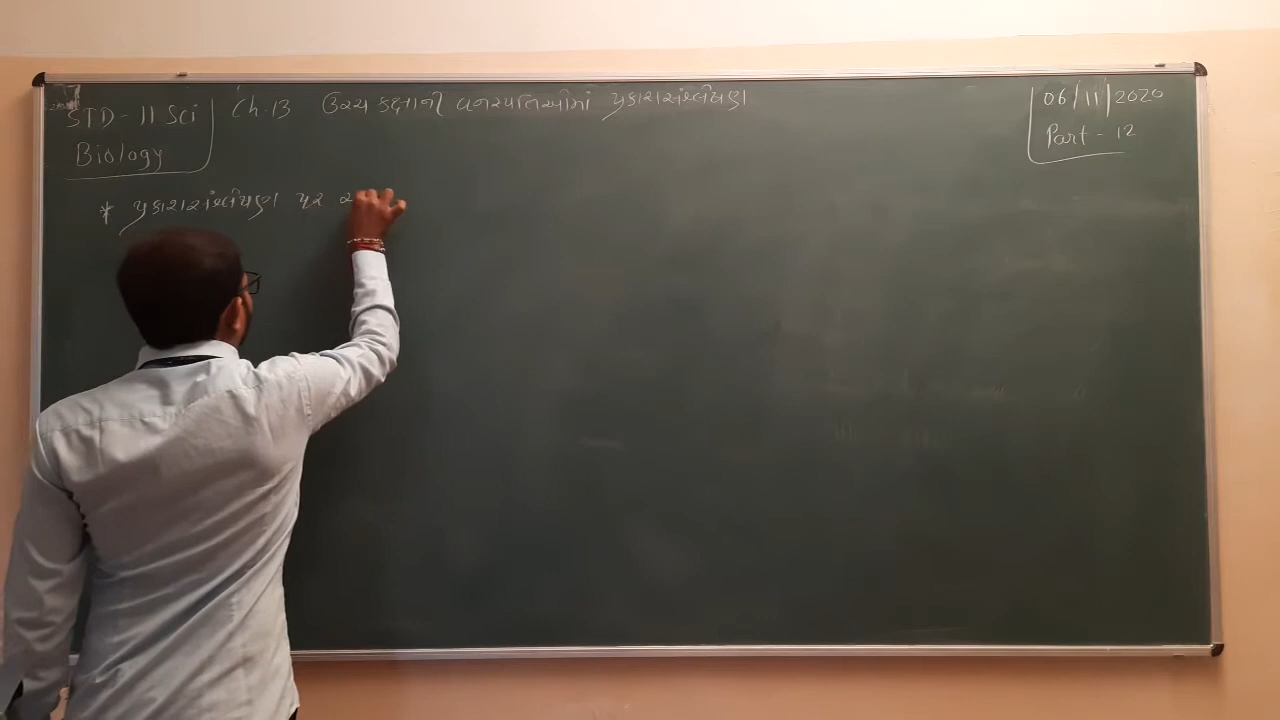 STD - 11 Sci
Biology
Ch.13 ઉચ્ચ કક્ષાની વનસ્પતિઓમાં પ્રકાશસંશ્લેષણ
06/11/2020
Part - 12
* પ્રકાશસંશ્લેષણ પર